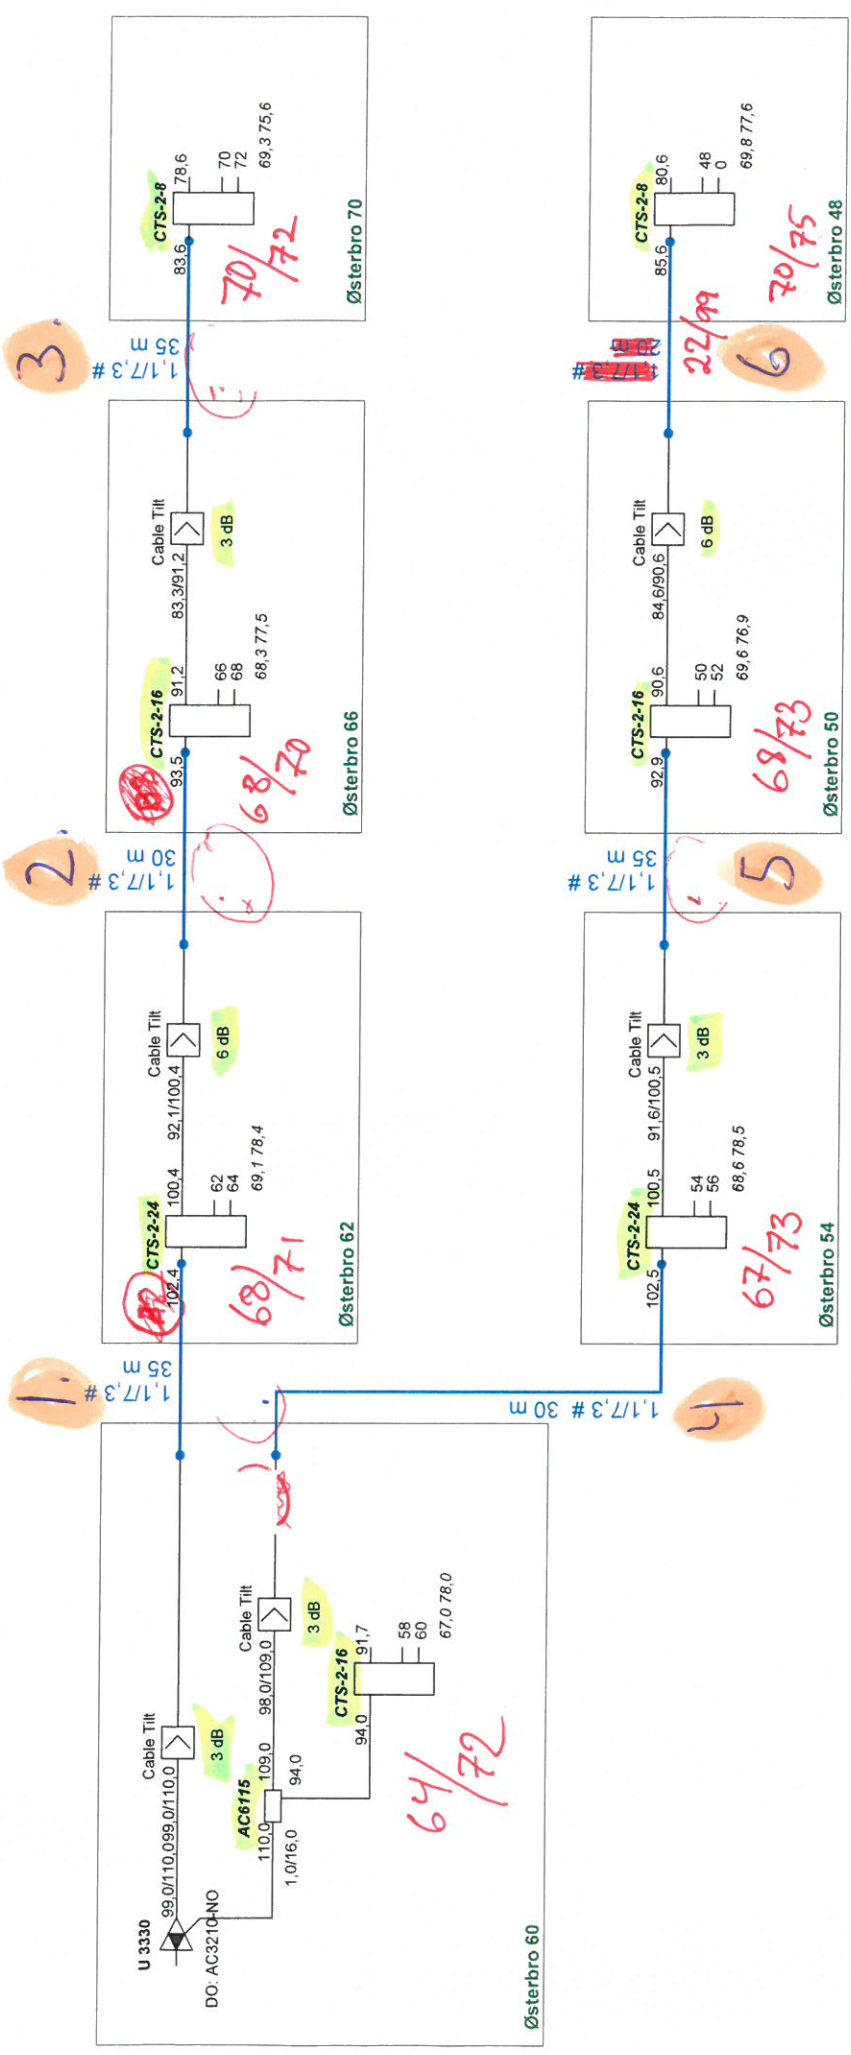 Østerbro 60
U 3330
DO: AC3210-NO
99,0/110,099,0/110,0
Cable Tilt
3 dB
AC6115
110,0
109,0
1,0/16,0
94,0
98,0/109,0
Cable Tilt
3 dB
CTS-2-16
94,0
91,7
58
60
67,0 78,0
64/72
1.
1,1/7,3 #
35 m
Østerbro 62
CTS-2-24
102,4
100,4
62
64
69,1 78,4
68/71
92,1/100,4
Cable Tilt
6 dB
2.
1,1/7,3 #
30 m
Østerbro 66
CTS-2-16
93,5
91,2
66
68
68,3 77,5
68/70
83,3/91,2
Cable Tilt
3 dB
3.
1,1/7,3 #
35 m
Østerbro 70
CTS-2-8
83,6
78,6
70
72
69,3 75,6
70/72
4
1,1/7,3 # 30 m
Østerbro 54
CTS-2-24
102,5
100,5
54
56
68,6 78,5
67/73
91,6/100,5
Cable Tilt
3 dB
5
1,1/7,3 #
35 m
Østerbro 50
CTS-2-16
92,9
90,6
50
52
69,6 76,9
68/73
84,6/90,6
Cable Tilt
6 dB
6
1,1/7,3 #
20 m
22/99
Østerbro 48
CTS-2-8
85,6
80,6
48
0
69,8 77,6
70/75